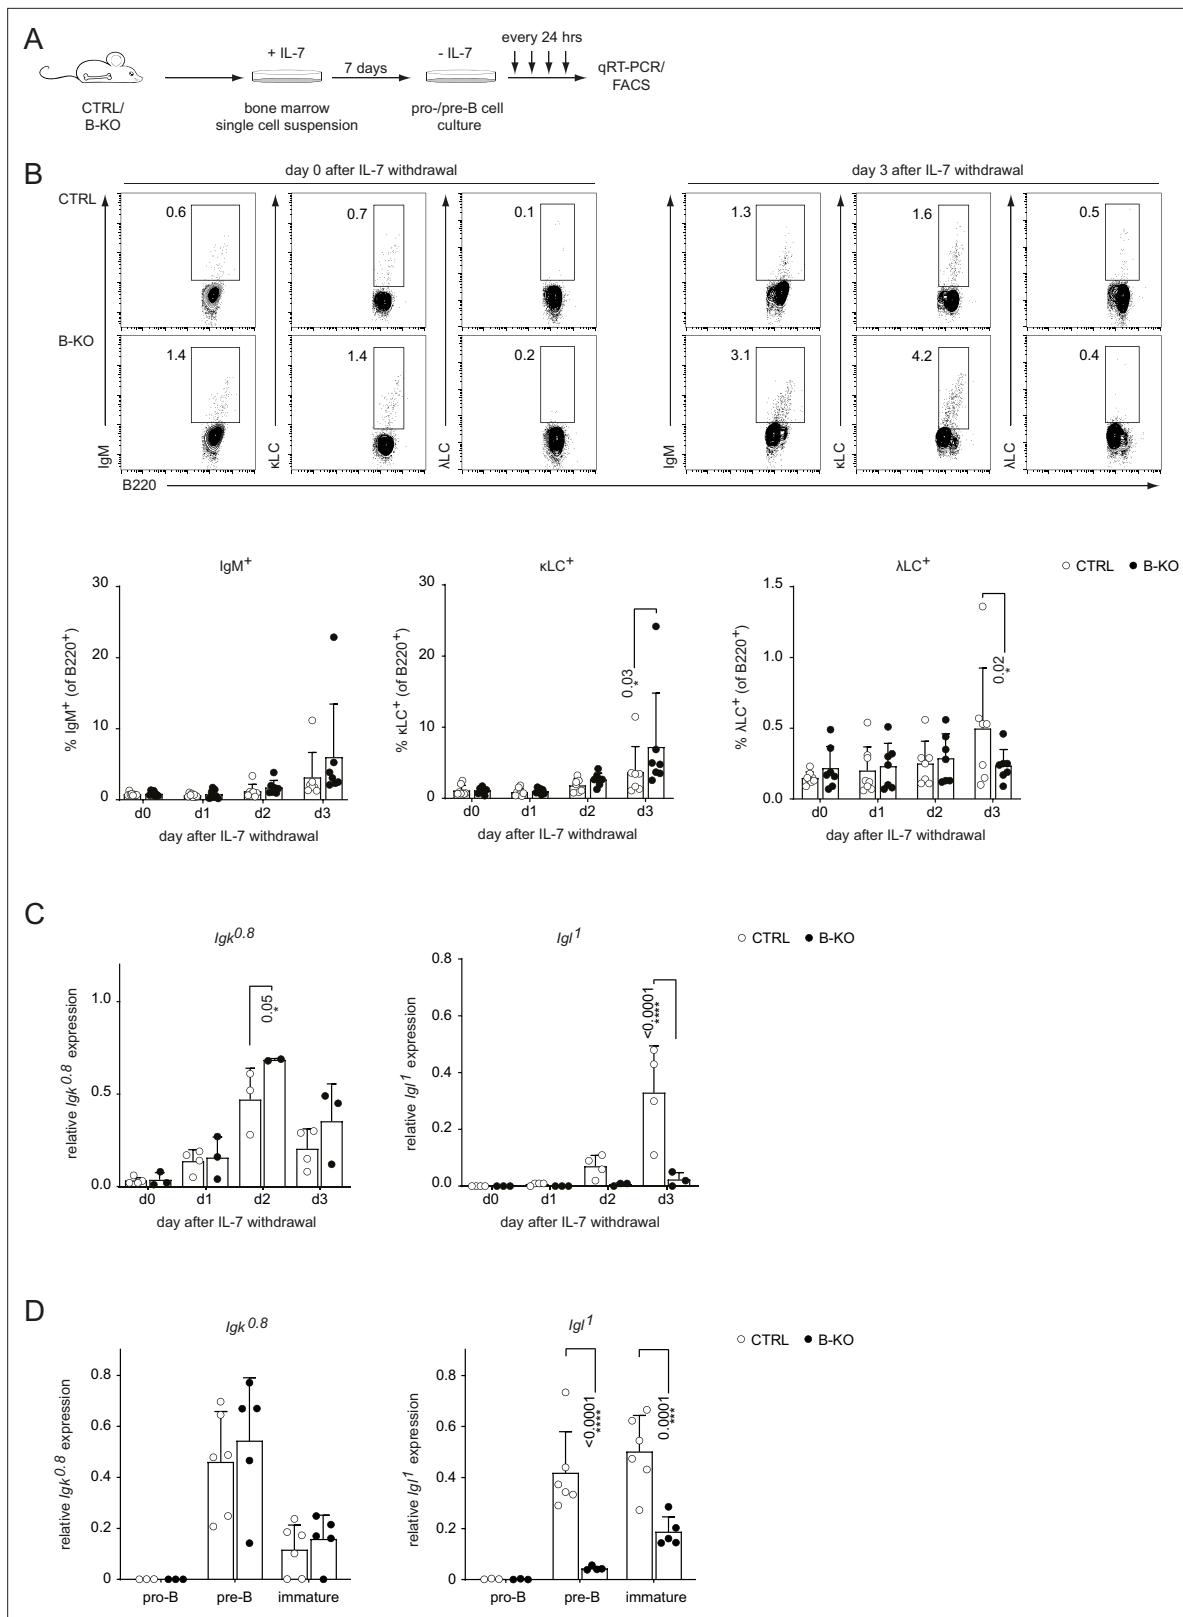 A
+ IL-7
7 days
- IL-7
every 24 hrs
qRT-PCR/
FACS
CTRL/
B-KO
bone marrow
single cell suspension
pro-/pre-B cell
culture
B
day 0 after IL-7 withdrawal
day 3 after IL-7 withdrawal
CTRL
0.6
0.7
0.1
1.3
1.6
0.5
B-KO
1.4
1.4
0.2
3.1
4.2
0.4
IgM
κLC
λLC
IgM
κLC
λLC
B220
IgM⁺
30
20
10
0
% IgM⁺ (of B220⁺)
d0 d1 d2 d3
day after IL-7 withdrawal
κLC⁺
30
20
10
0
% κLC⁺ (of B220⁺)
0.03
*
d0 d1 d2 d3
day after IL-7 withdrawal
λLC⁺
CTRL B-KO
1.5
1.0
0.5
0.0
% λLC⁺ (of B220⁺)
0.02
*
d0 d1 d2 d3
day after IL-7 withdrawal
C
Igk⁰·⁸
1.0
0.5
0.0
relative Igk⁰·⁸ expression
0.05
*
d0 d1 d2 d3
day after IL-7 withdrawal
Igl¹
CTRL B-KO
0.8
0.6
0.4
0.2
0.0
relative Igl¹ expression
<0.0001
****
d0 d1 d2 d3
day after IL-7 withdrawal
D
Igk⁰·⁸
0.8
0.6
0.4
0.2
0
relative Igk⁰·⁸ expression
pro-B pre-B immature
Igl¹
CTRL B-KO
0.8
0.6
0.4
0.2
0
relative Igl¹ expression
<0.0001
****
0.0001
***
pro-B pre-B immature